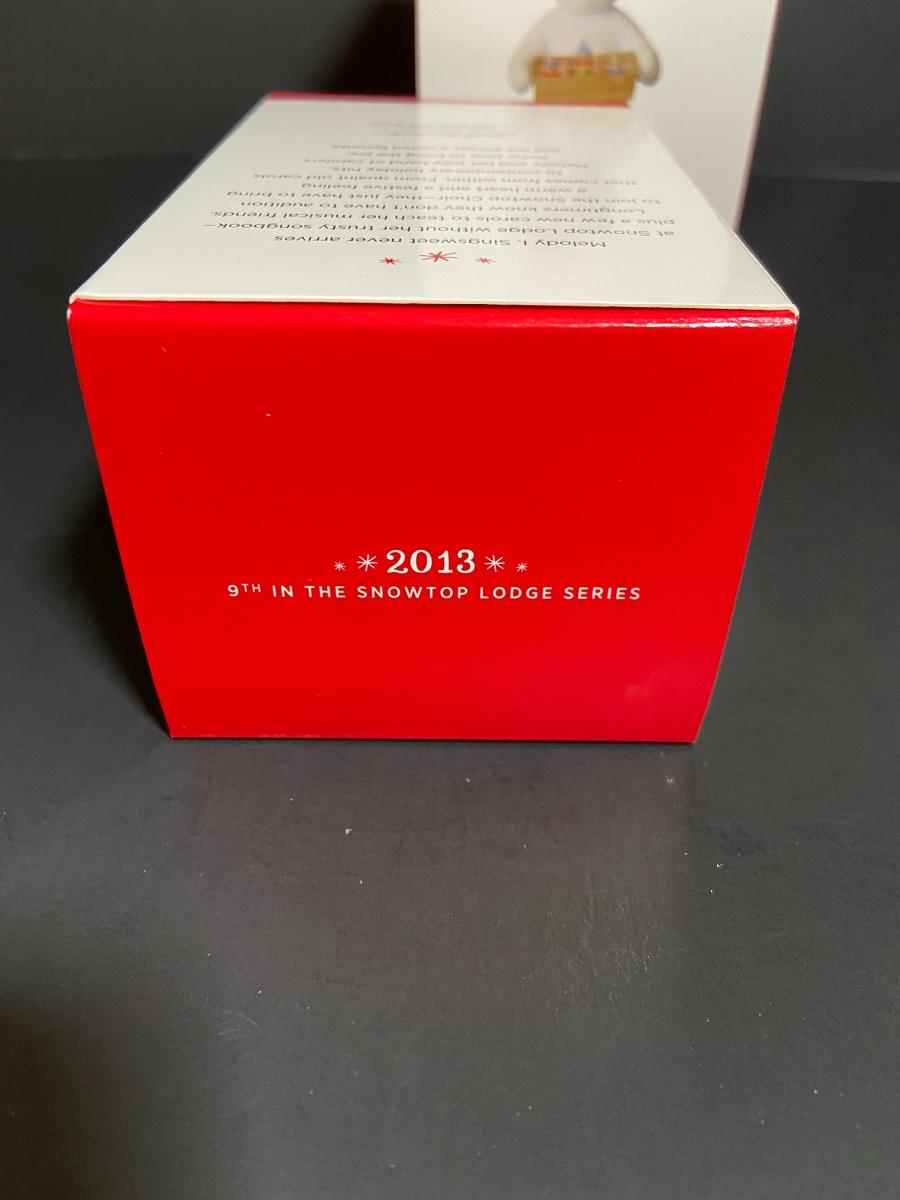 Melody I. Singsweet never arrives
at Snowtop Lodge without her trusty songbook—
plus a few new carols to teach her musical friends.
Longtimers know they don't have to audition
to join the Snowtop Choir—they just have to bring
a warm heart and a festive feeling
that comes from within. From quaint old carols
to contemporary holiday hits,
2013
9TH IN THE SNOWTOP LODGE SERIES